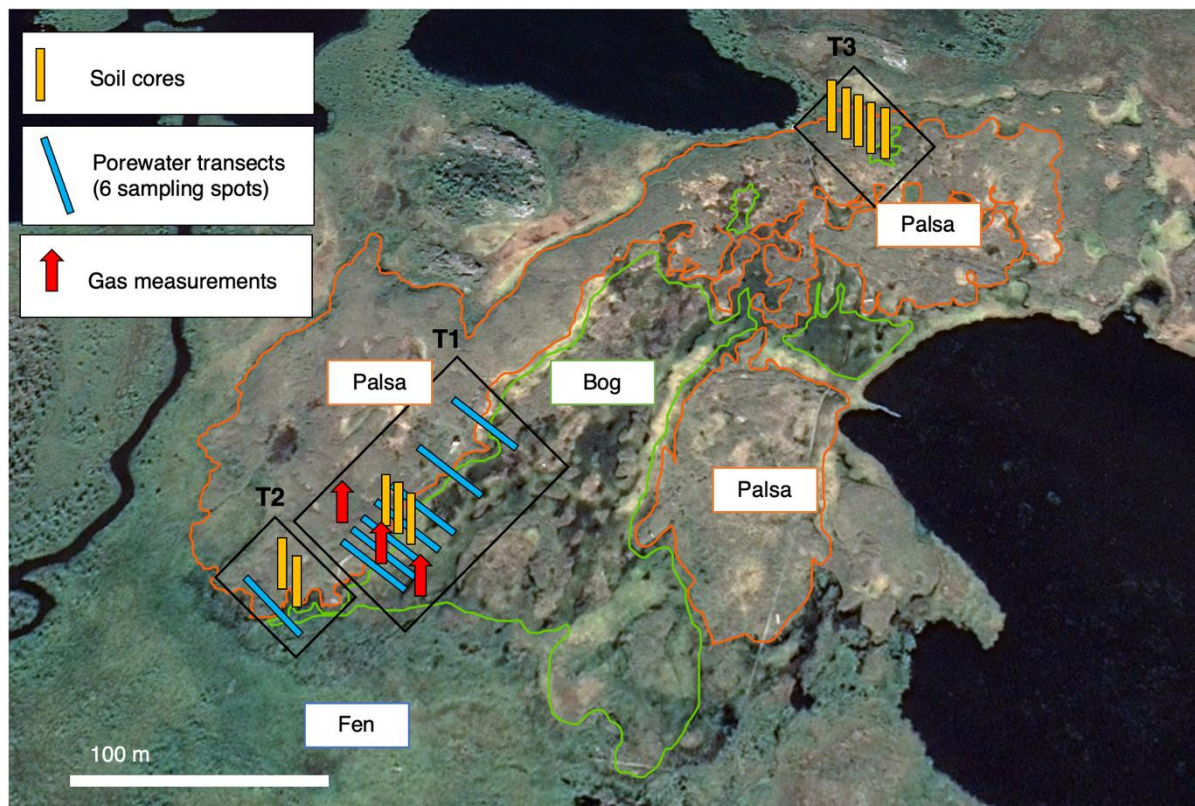 Soil cores
Porewater transects
(6 sampling spots)
Gas measurements
T3
Palsa
T1
Palsa
Bog
Palsa
T2
Fen
100 m